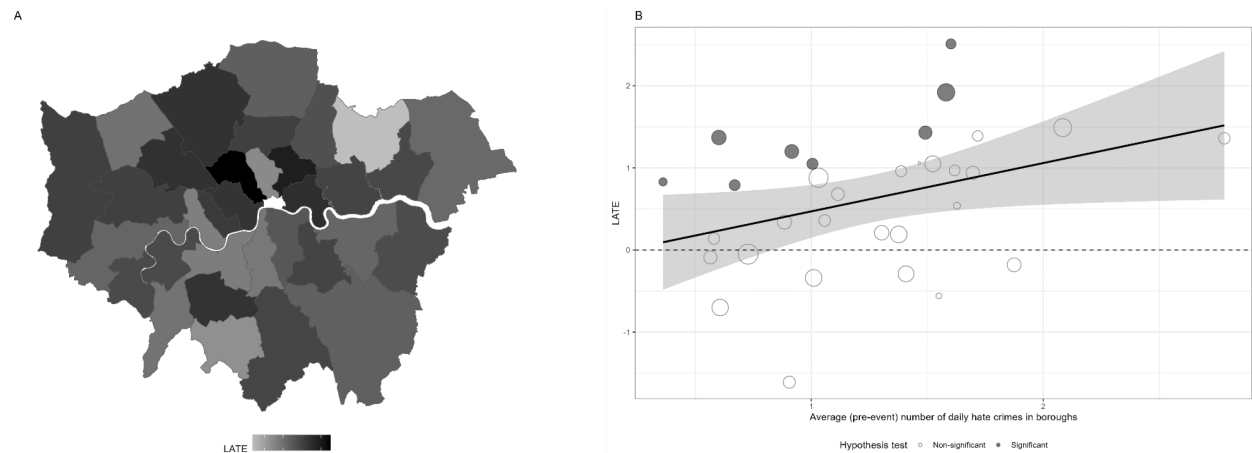 A
LATE
B
2
1
0
-1
LATE
1
2
Average (pre-event) number of daily hate crimes in boroughs
Hypothesis test
Non-significant
Significant